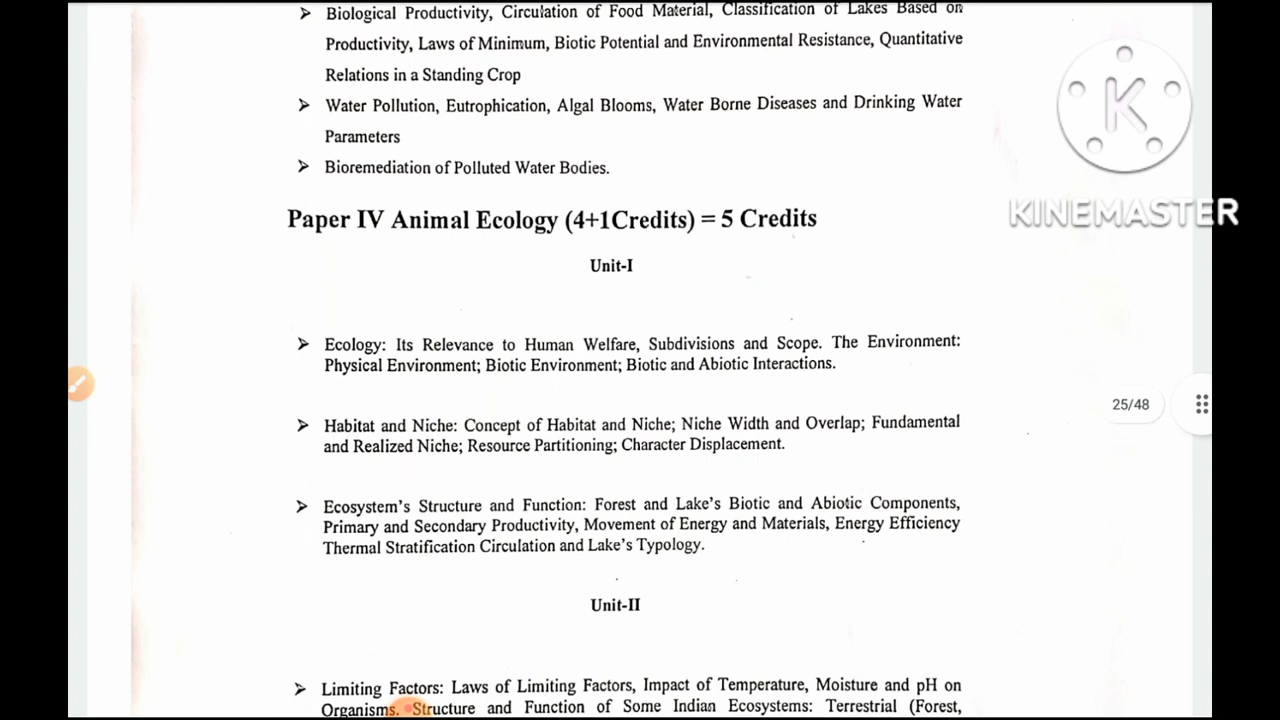 ➤ Biological Productivity, Circulation of Food Material, Classification of Lakes Based on
Productivity, Laws of Minimum, Biotic Potential and Environmental Resistance, Quantitative
Relations in a Standing Crop
➤ Water Pollution, Eutrophication, Algal Blooms, Water Borne Diseases and Drinking Water
Parameters
➤ Bioremediation of Polluted Water Bodies.
K
KINEMASTER
Paper IV Animal Ecology (4+1Credits) = 5 Credits
Unit-I
➤ Ecology: Its Relevance to Human Welfare, Subdivisions and Scope. The Environment:
Physical Environment; Biotic Environment; Biotic and Abiotic Interactions.
25/48
➤ Habitat and Niche: Concept of Habitat and Niche; Niche Width and Overlap; Fundamental
and Realized Niche; Resource Partitioning; Character Displacement.
➤ Ecosystem's Structure and Function: Forest and Lake's Biotic and Abiotic Components,
Primary and Secondary Productivity, Movement of Energy and Materials, Energy Efficiency
Thermal Stratification Circulation and Lake's Typology.
Unit-II
➤ Limiting Factors: Laws of Limiting Factors, Impact of Temperature, Moisture and pH on
Organisms. Structure and Function of Some Indian Ecosystems: Terrestrial (Forest,